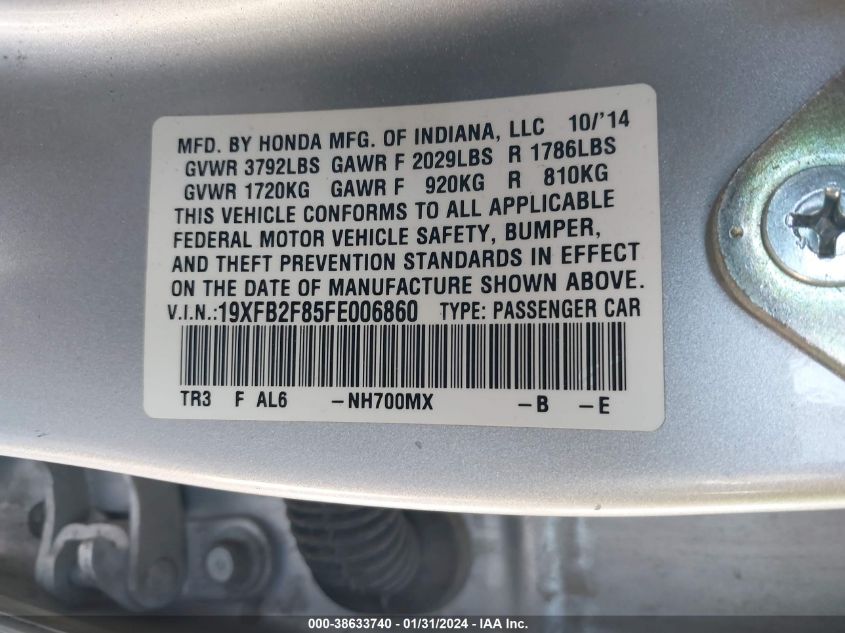 MFD. BY HONDA MFG. OF INDIANA, LLC 10/'14
GVWR 3792LBS GAWR F 2029LBS R 1786LBS
GVWR 1720KG GAWR F 920KG R 810KG
THIS VEHICLE CONFORMS TO ALL APPLICABLE
FEDERAL MOTOR VEHICLE SAFETY, BUMPER,
AND THEFT PREVENTION STANDARDS IN EFFECT
ON THE DATE OF MANUFACTURE SHOWN ABOVE.
V.I.N.:19XFB2F85FE006860 TYPE: PASSENGER CAR
TR3 F AL6 -NH700MX -B -E
000-38633740 - 01/31/2024 - IAA Inc.